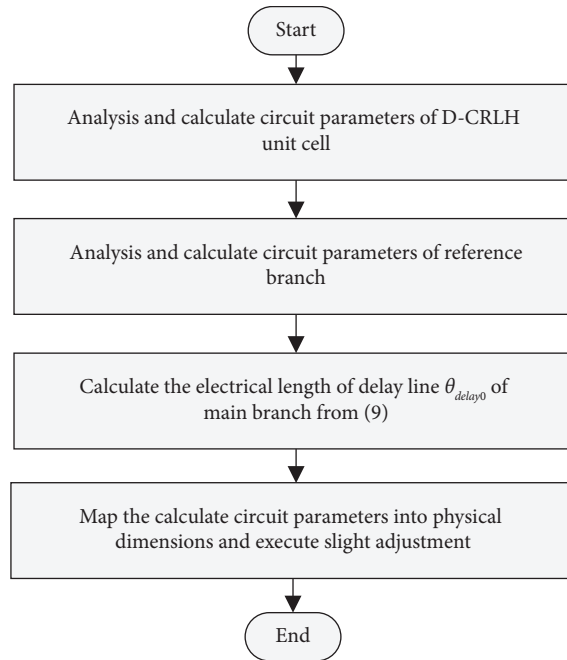 Start
Analysis and calculate circuit parameters of D-CRLH
unit cell
Analysis and calculate circuit parameters of reference
branch
Calculate the electrical length of delay line θdelay0 of
main branch from (9)
Map the calculate circuit parameters into physical
dimensions and execute slight adjustment
End